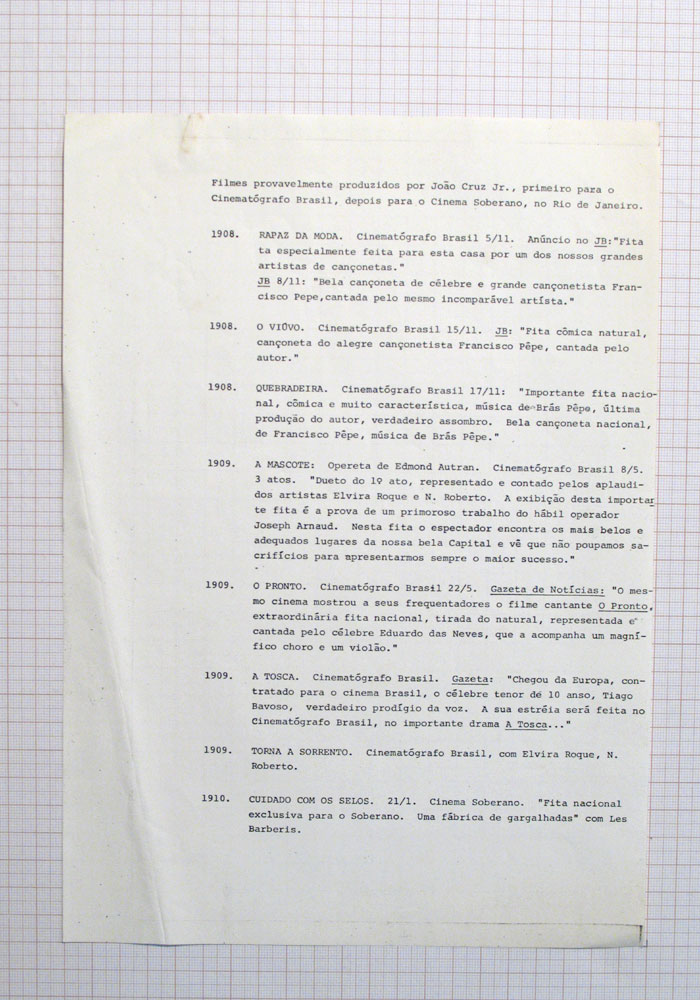 Filmes provavelmente produzidos por João Cruz Jr., primeiro para o
Cinematógrafo Brasil, depois para o Cinema Soberano, no Rio de Janeiro.
1908. RAPAZ DA MODA. Cinematógrafo Brasil 5/11. Anúncio no JB:"Fita
ta especialmente feita para esta casa por um dos nossos grandes
artistas de cançonetas."
JB 8/11: "Bela cançoneta de célebre e grande cançonetista Fran-
cisco Pepe,cantada pelo mesmo incomparável artísta."
1908. O VIÚVO. Cinematógrafo Brasil 15/11. JB: "Fita cômica natural,
cançoneta do alegre cançonetista Francisco Pêpe, cantada pelo
autor."
1908. QUEBRADEIRA. Cinematógrafo Brasil 17/11: "Importante fita nacio-
nal, cômica e muito característica, música de Brás Pêpe, última
produção do autor, verdadeiro assombro. Bela cançoneta nacional,
de Francisco Pêpe, música de Brás Pêpe."
1909. A MASCOTE: Opereta de Edmond Autran. Cinematógrafo Brasil 8/5.
3 atos. "Dueto do 1º ato, representado e contado pelos aplaudi-
dos artistas Elvira Roque e N. Roberto. A exibição desta importan
te fita é a prova de um primoroso trabalho do hábil operador
Joseph Arnaud. Nesta fita o espectador encontra os mais belos e
adequados lugares da nossa bela Capital e vê que não poupamos sa-
crifícios para apresentarmos sempre o maior sucesso."
1909. O PRONTO. Cinematógrafo Brasil 22/5. Gazeta de Notícias: "O mes-
mo cinema mostrou a seus frequentadores o filme cantante O Pronto,
extraordinária fita nacional, tirada do natural, representada e
cantada pelo célebre Eduardo das Neves, que a acompanha um magní-
fico choro e um violão."
1909. A TOSCA. Cinematógrafo Brasil. Gazeta: "Chegou da Europa, con-
tratado para o cinema Brasil, o célebre tenor de 10 anso, Tiago
Bavoso, verdadeiro prodígio da voz. A sua estréia será feita no
Cinematógrafo Brasil, no importante drama A Tosca..."
1909. TORNA A SORRENTO. Cinematógrafo Brasil, com Elvira Roque, N.
Roberto.
1910. CUIDADO COM OS SELOS. 21/1. Cinema Soberano. "Fita nacional
exclusiva para o Soberano. Uma fábrica de gargalhadas" com Les
Barberis.